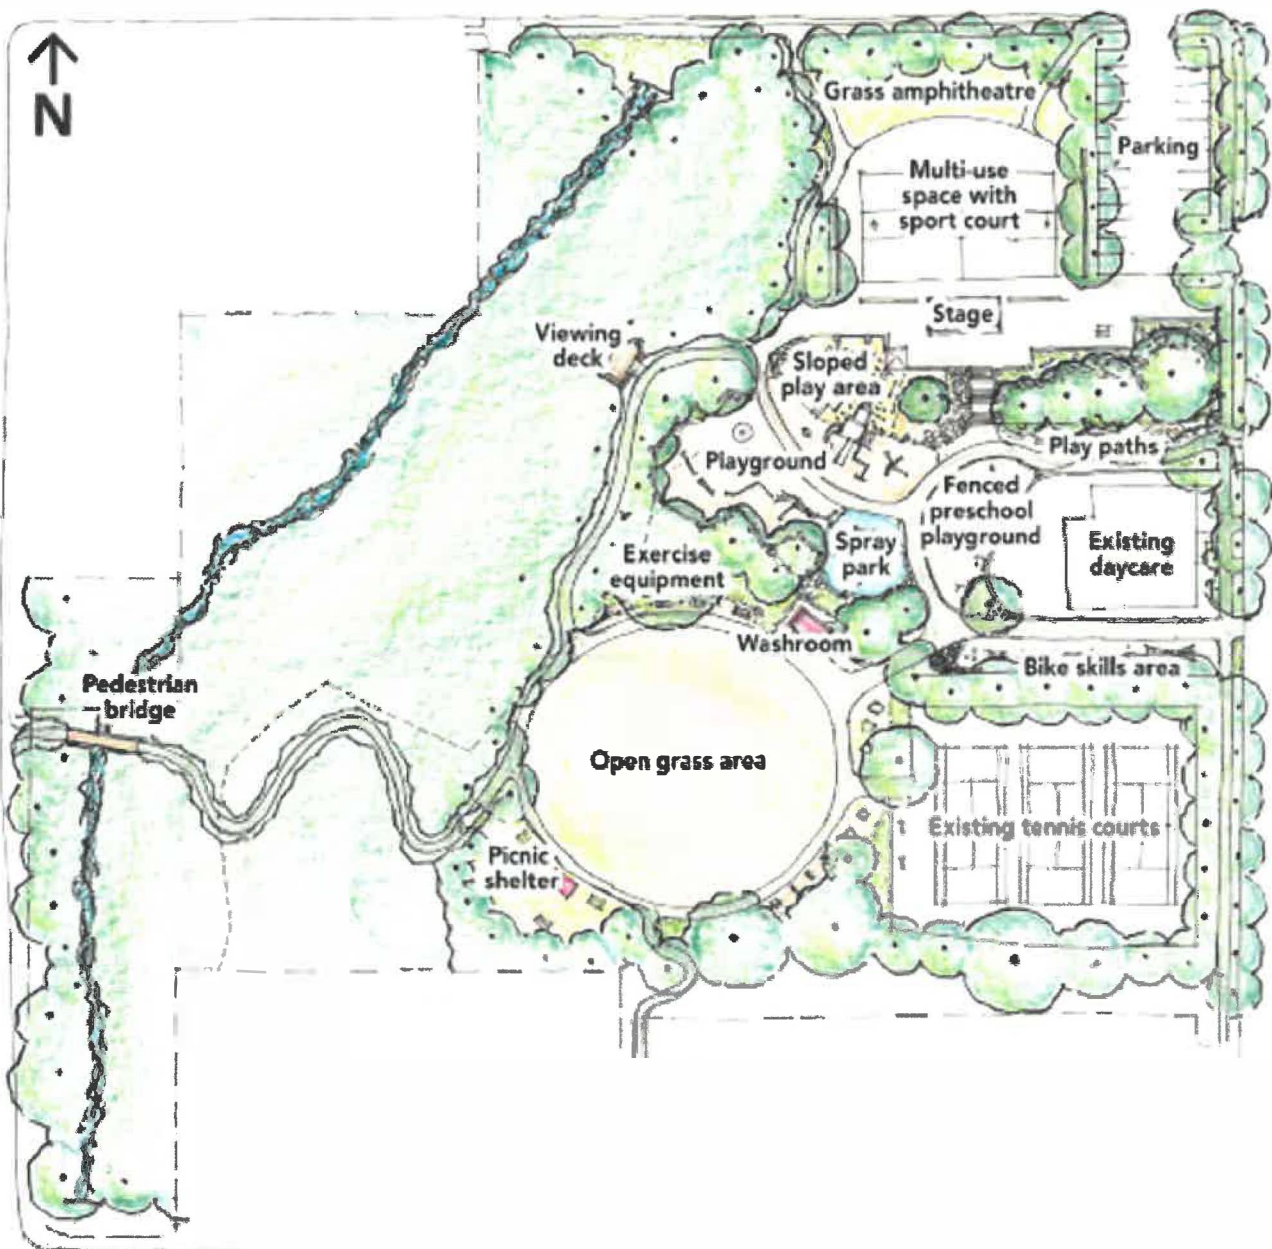 N
Grass amphitheatre
Parking
Multi-use
space with
sport court
Stage
Viewing
deck
Sloped
play area
Play paths
Playground
Fenced
preschool
playground
Existing
daycare
Spray
park
Exercise
equipment
Washroom
Bike skills area
Pedestrian
bridge
Open grass area
Existing tennis courts
Picnic
shelter